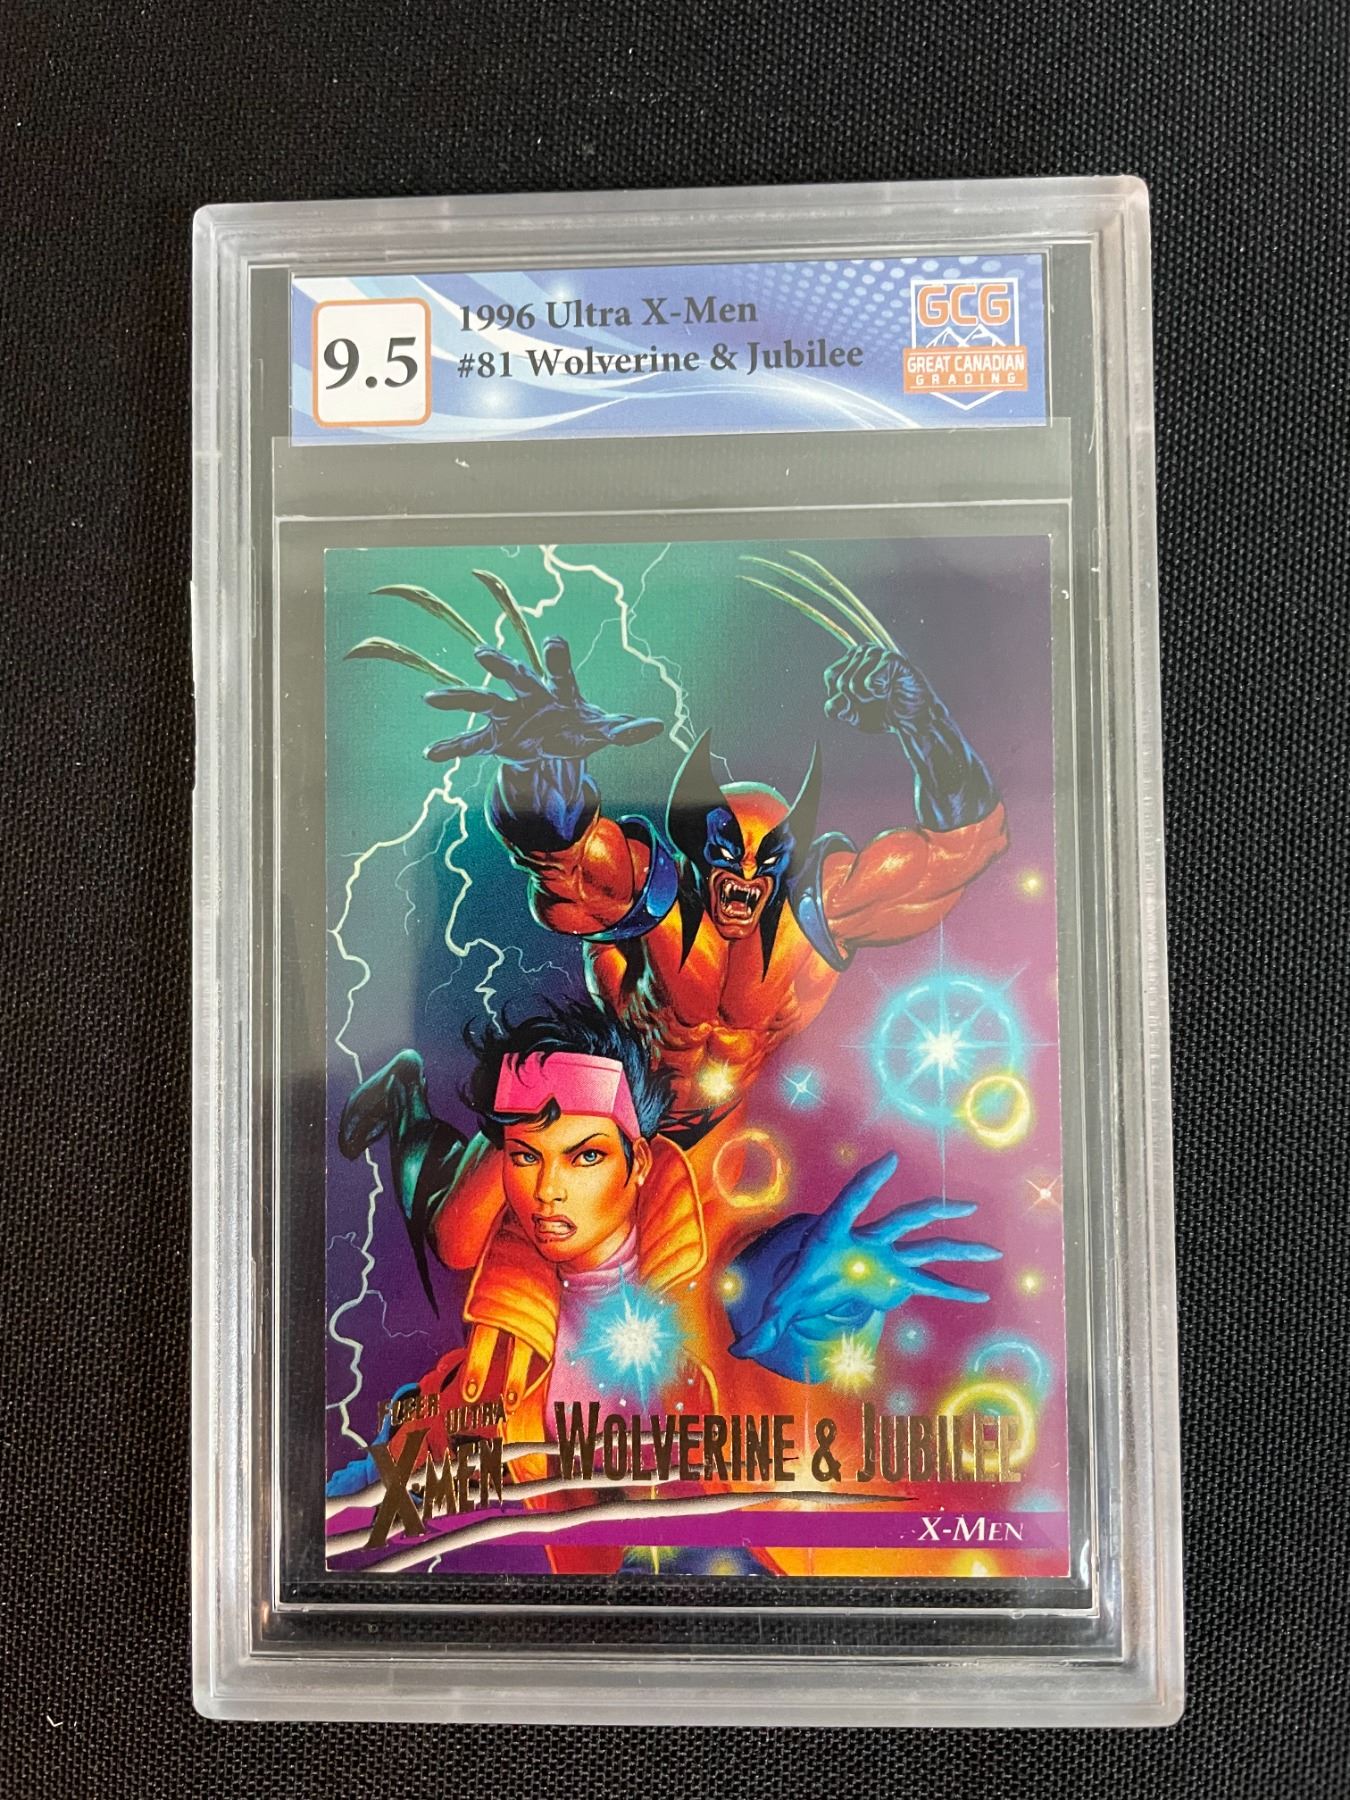 9.5
1996 Ultra X-Men
#81 Wolverine & Jubilee
GCG
GREAT CANADIAN
GRADING
FLEER ULTRA
X-MEN
WOLVERINE & JUBILEE
X-MEN